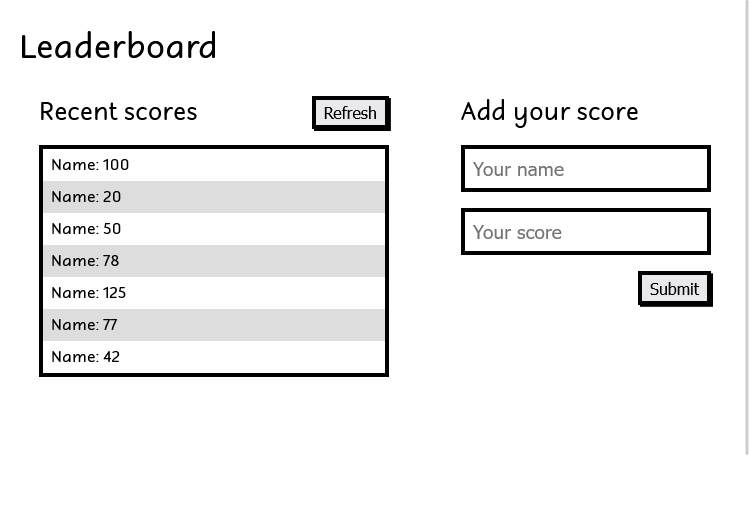 Leaderboard
Recent scores
Refresh
Name: 100
Name: 20
Name: 50
Name: 78
Name: 125
Name: 77
Name: 42
Add your score
Your name
Your score
Submit